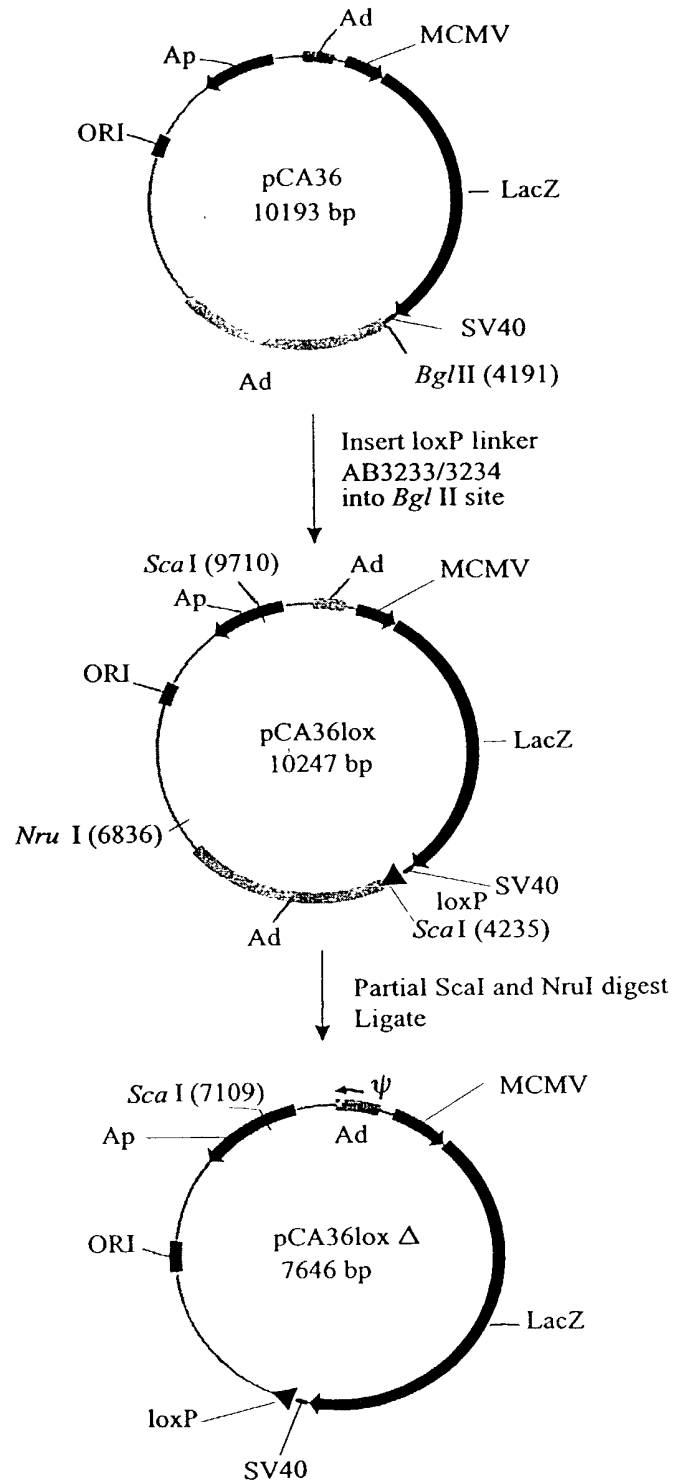 Ad
MCMV
Ap
ORI
pCA36
10193 bp
LacZ
SV40
BglII (4191)
Ad
Insert loxP linker
AB3233/3234
into Bgl II site
ScaI (9710)
Ad
MCMV
Ap
ORI
pCA36lox
10247 bp
LacZ
Nru I (6836)
SV40
loxP
ScaI (4235)
Ad
Partial ScaI and NruI digest
Ligate
ψ
ScaI (7109)
MCMV
Ap
Ad
ORI
pCA36lox Δ
7646 bp
LacZ
loxP
SV40